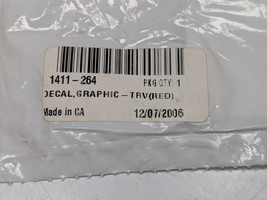 1411-264 PKG QTY: 1
DECAL,GRAPHIC-TRV(RED)
Made in CA 12/07/2006